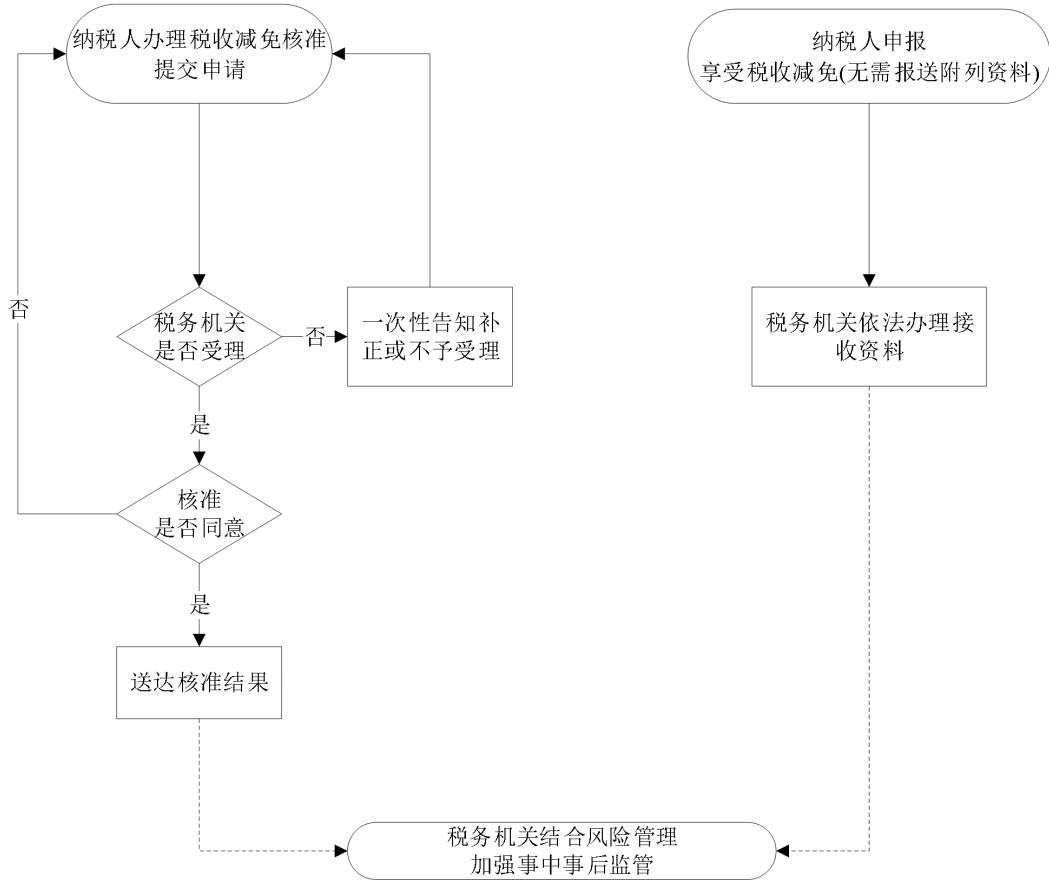 纳税人办理税收减免核准
提交申请
纳税人申报
享受税收减免(无需报送附列资料)
否
税务机关
是否受理
否
一次性告知补
正或不予受理
税务机关依法办理接
收资料
是
核准
是否同意
是
送达核准结果
税务机关结合风险管理
加强事中事后监管